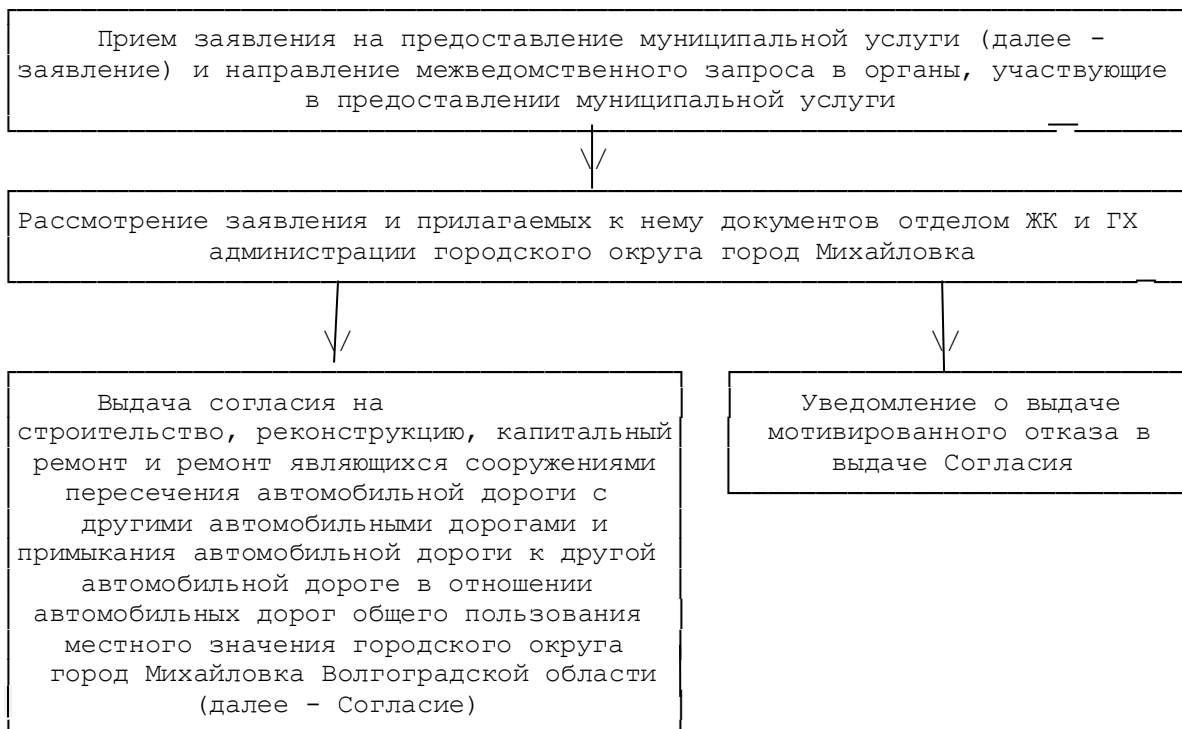 Прием заявления на предоставление муниципальной услуги (далее -
заявление) и направление межведомственного запроса в органы, участвующие
в предоставлении муниципальной услуги
Рассмотрение заявления и прилагаемых к нему документов отделом ЖК и ГХ
администрации городского округа город Михайловка
Выдача согласия на
строительство, реконструкцию, капитальный
ремонт и ремонт являющихся сооружениями
пересечения автомобильной дороги с
другими автомобильными дорогами и
примыкания автомобильной дороги к другой
автомобильной дороге в отношении
автомобильных дорог общего пользования
местного значения городского округа
город Михайловка Волгоградской области
(далее - Согласие)
Уведомление о выдаче
мотивированного отказа в
выдаче Согласия